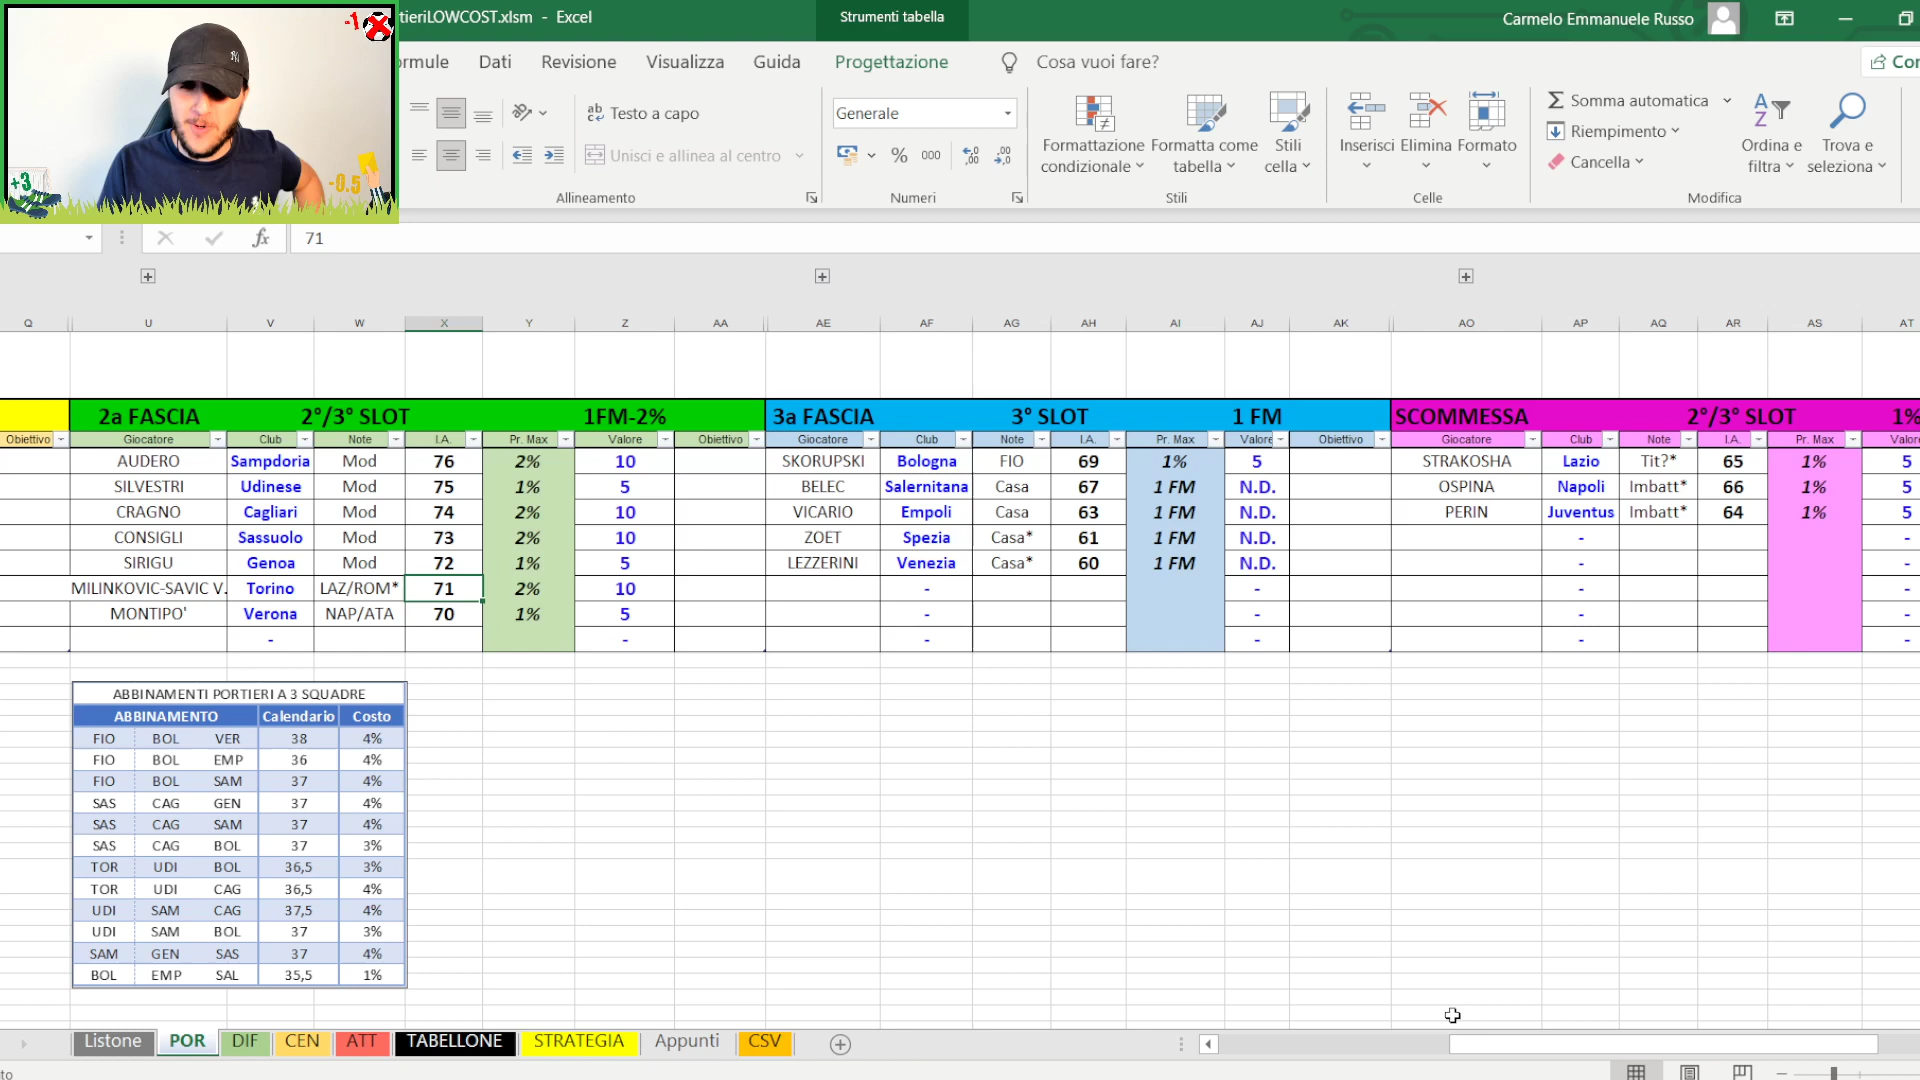 -1
+3
-0.5
tieriLOWCOST.xlsm - Excel
Strumenti tabella
Carmelo Emmanuele Russo
ormule Dati Revisione Visualizza Guida Progettazione Cosa vuoi fare? Con
Testo a capo
Unisci e allinea al centro
Allineamento
Generale
% 000
Numeri
Formattazione condizionale
Formatta come tabella
Stili cella
Stili
Inserisci Elimina Formato
Celle
Somma automatica
Riempimento
Cancella
Ordina e filtra
Trova e seleziona
Modifica
fx 71
Q U V W X Y Z AA AE AF AG AH AI AJ AK AO AP AQ AR AS AT
2a FASCIA 2°/3° SLOT 1FM-2% 3a FASCIA 3° SLOT 1 FM SCOMMESSA 2°/3° SLOT 1%
Obiettivo Giocatore Club Note I.A. Pr. Max Valore Obiettivo Giocatore Club Note I.A. Pr. Max Valore Obiettivo Giocatore Club Note I.A. Pr. Max Valor
AUDERO Sampdoria Mod 76 2% 10 SKORUPSKI Bologna FIO 69 1% 5 STRAKOSHA Lazio Tit?* 65 1% 5
SILVESTRI Udinese Mod 75 1% 5 BELEC Salernitana Casa 67 1 FM N.D. OSPINA Napoli Imbatt* 66 1% 5
CRAGNO Cagliari Mod 74 2% 10 VICARIO Empoli Casa 63 1 FM N.D. PERIN Juventus Imbatt* 64 1% 5
CONSIGLI Sassuolo Mod 73 2% 10 ZOET Spezia Casa* 61 1 FM N.D. - -
SIRIGU Genoa Mod 72 1% 5 LEZZERINI Venezia Casa* 60 1 FM N.D. - -
MILINKOVIC-SAVIC V. Torino LAZ/ROM* 71 2% 10 - - - -
MONTIPO' Verona NAP/ATA 70 1% 5 - - - -
- - - - - -
ABBINAMENTI PORTIERI A 3 SQUADRE
ABBINAMENTO Calendario Costo
FIO BOL VER 38 4%
FIO BOL EMP 36 4%
FIO BOL SAM 37 4%
SAS CAG GEN 37 4%
SAS CAG SAM 37 4%
SAS CAG BOL 37 3%
TOR UDI BOL 36,5 3%
TOR UDI CAG 36,5 4%
UDI SAM CAG 37,5 4%
UDI SAM BOL 37 3%
SAM GEN SAS 37 4%
BOL EMP SAL 35,5 1%
Listone POR DIF CEN ATT TABELLONE STRATEGIA Appunti CSV
to